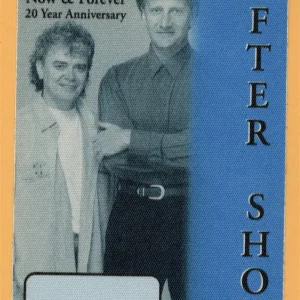 Now & Forever
20 Year Anniversary
FTER SHO